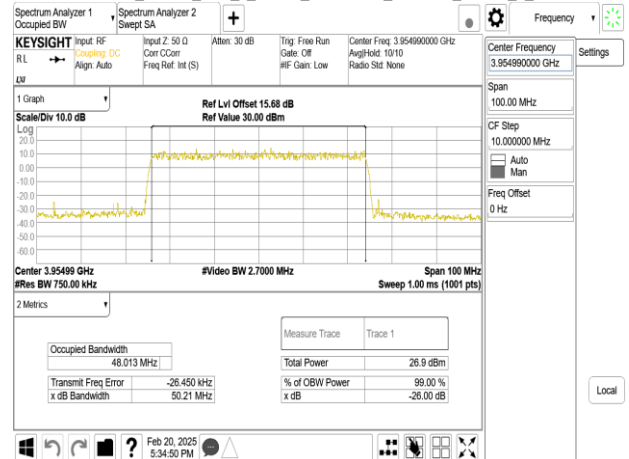 Spectrum Analyzer 1
Occupied BW
Spectrum Analyzer 2
Swept SA
+
Frequency
KEYSIGHT
RL
LXI
Input: RF
Coupling: DC
Align: Auto
Input Z: 50 Ω
Corr CCorr
Freq Ref: Int (S)
Atten: 30 dB
Trig: Free Run
Gate: Off
#IF Gain: Low
Center Freq: 3.954990000 GHz
Avg|Hold: 10/10
Radio Std: None
Center Frequency
3.954990000 GHz
Settings
Span
100.00 MHz
CF Step
10.000000 MHz
Auto
Man
Freq Offset
0 Hz
Local
1 Graph
Scale/Div 10.0 dB
Ref Lvl Offset 15.68 dB
Ref Value 30.00 dBm
Log
20.0
10.0
0.00
-10.0
-20.0
-30.0
-40.0
-50.0
-60.0
Center 3.95499 GHz
#Video BW 2.7000 MHz
Span 100 MHz
#Res BW 750.00 kHz
Sweep 1.00 ms (1001 pts)
2 Metrics
Measure Trace Trace 1
Occupied Bandwidth
48.013 MHz
Total Power 26.9 dBm
Transmit Freq Error -26.450 kHz
% of OBW Power 99.00 %
x dB Bandwidth 50.21 MHz
x dB -26.00 dB
?
Feb 20, 2025
5:34:50 PM